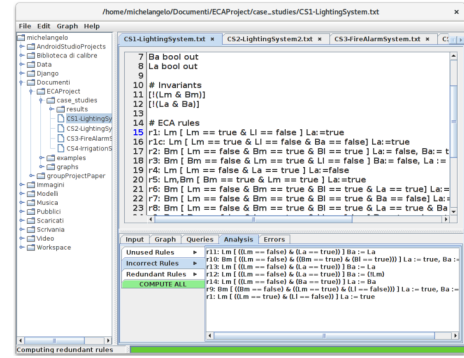 /home/michelangelo/Documenti/ECAProject/case_studies/CS1-LightingSystem.txt
File Edit Graph Help
michelangelo
AndroidStudioProjects
Biblioteca di calibre
Data
Django
Documenti
ECAProject
case_studies
results
CS1-LightingSy
CS2-LightingSy
CS3-FireAlarmS
CS4-IrrigationS
examples
graphs
groupProjectPaper
Immagini
Modelli
Musica
Pubblici
Scaricati
Scrivania
Video
Workspace
CS1-LightingSystem.txt × CS2-LightingSystem2.txt × CS3-FireAlarmSystem.txt ×
7 Ba bool out
8 La bool out
9
10 # Invariants
11 [!(Lm & Bm)]
12 [!(La & Ba)]
13
14 # ECA rules
15 r1: Lm [ Lm == true & Ll == false ] La:=true
16 r1c: Lm [ Lm == true & Ll == false & Ba == false] La:=true
17 r2: Bm [ Lm == false & Bm == true & Bl == true ] La:= false, Ba:= t
18 r3: Bm [ Bm == false & Lm == true & Ll == false ] Ba:= false, La :=
19 r4: Lm [ Lm == false & La == true ] La:=false
20 r5: Lm,Bm [ Bm == true & Lm == true ] La:=true
21 r6: Bm [ Lm == false & Bm == true & Bl == true & La == true] La:=
22 r7: Bm [ Lm == false & Bm == true & Bl == true & Ba == false] La:=
23 r8: Bm [ Lm == false & Bm == true & Bl == true & La == true & Ba
Input Graph Queries Analysis Errors
Unused Rules
Incorrect Rules
Redundant Rules
COMPUTE ALL
r11: Lm [ ((Lm == false) & (La == true)) ] Ba := La
r10: Bm [ ((Lm == false) & ((Bm == true) & (Bl == true))) ] La := true, Ba :=
r13: Lm [ ((Lm == false) & (La == true)) ] La := Ba
r12: Lm [ ((Lm == false) & (La == true)) ] Ba := (!Lm)
r14: Lm [ ((Lm == false) & (La == true)) ] La := Ba
r9: Bm [ ((Bm == false) & ((Lm == true) & (Ll == false))) ] La := true, Ba :=
r1: Lm [ ((Lm == true) & (Ll == false)) ] La := true
Computing redundant rules